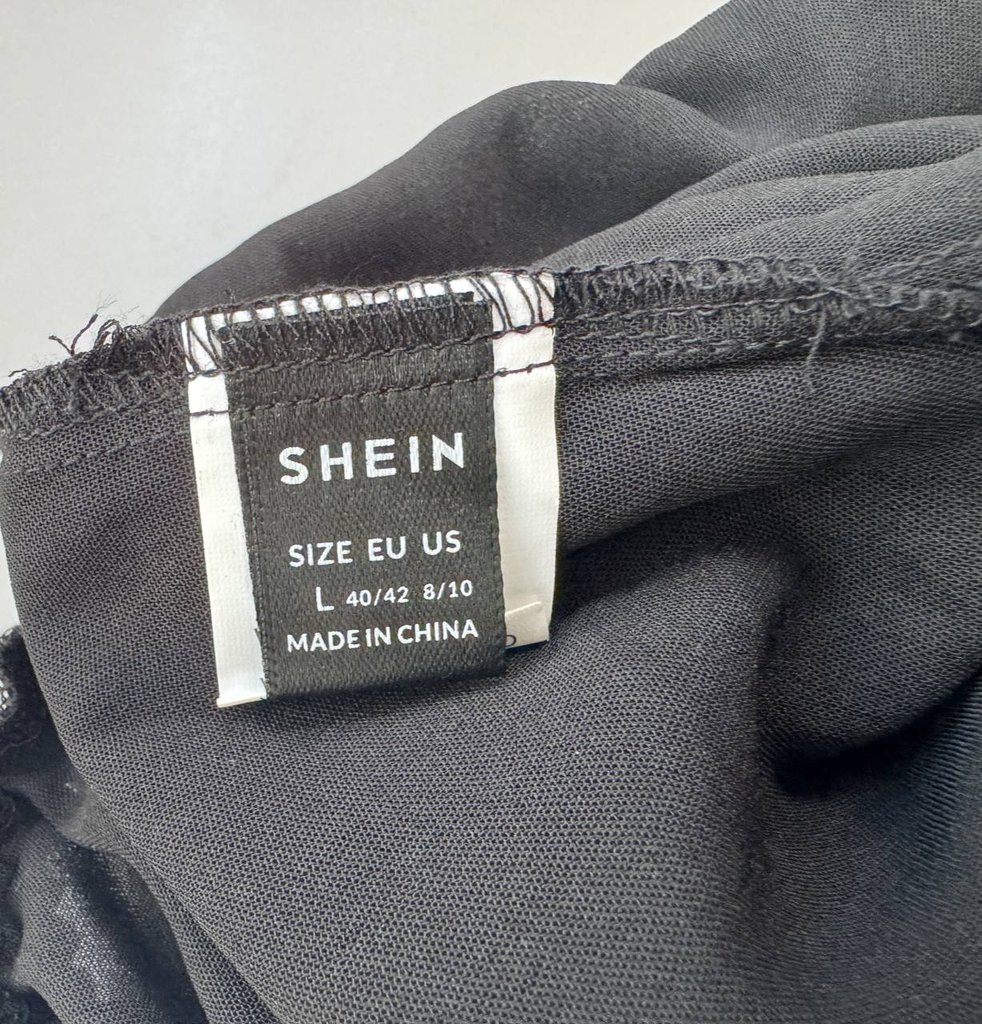 SHEIN
SIZE EU US
L 40/42 8/10
MADE IN CHINA